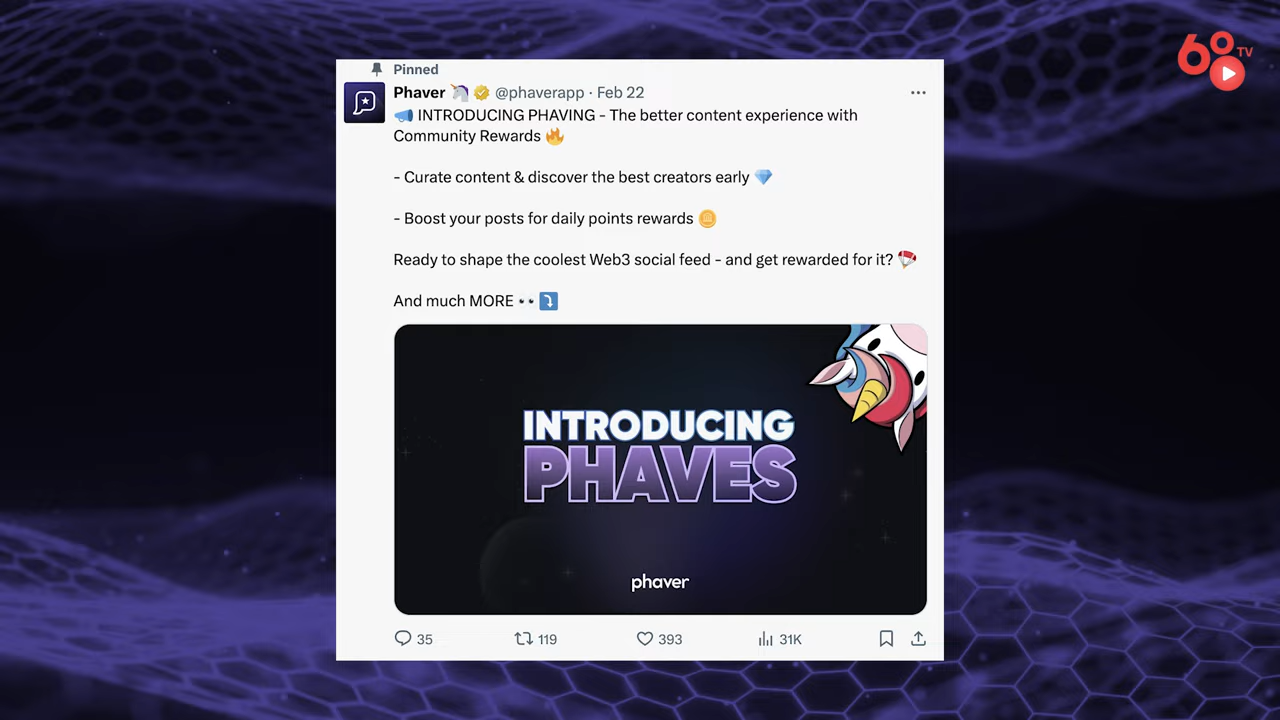 Pinned
Phaver 🦄 @phaverapp · Feb 22
📣 INTRODUCING PHAVING - The better content experience with
Community Rewards 🔥
- Curate content & discover the best creators early 💎
- Boost your posts for daily points rewards 🪙
Ready to shape the coolest Web3 social feed - and get rewarded for it? 🪂
And much MORE 👀 ⤵️
INTRODUCING
PHAVES
phaver
35 119 393 31K
60 TV